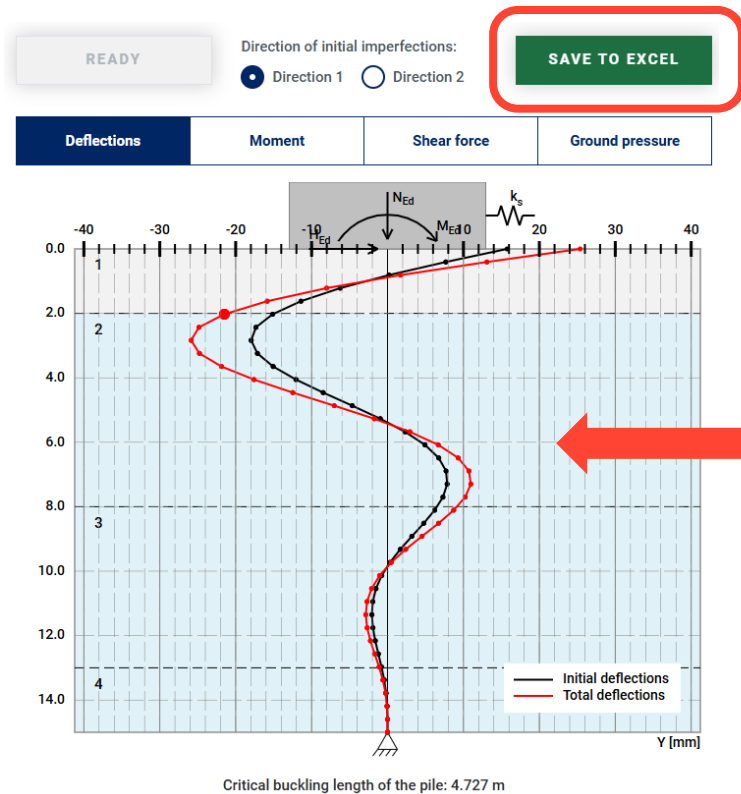 READY
Direction of initial imperfections:
Direction 1 Direction 2
SAVE TO EXCEL
Deflections Moment Shear force Ground pressure
NEd
ks
HEd
MEd
-40 -30 -20 -10 10 20 30 40
0.0
1
2.0
2
4.0
6.0
8.0
3
10.0
12.0
4
14.0
Initial deflections
Total deflections
Y [mm]
Critical buckling length of the pile: 4.727 m